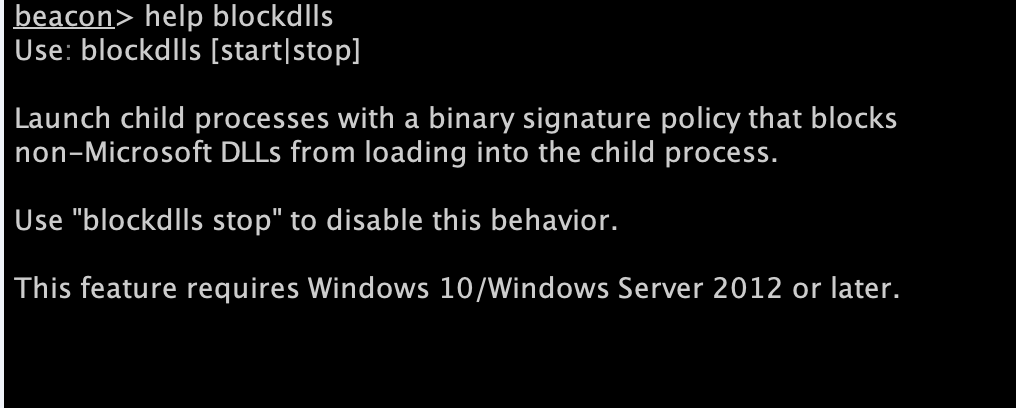 beacon> help blockdlls
Use: blockdlls [start|stop]
Launch child processes with a binary signature policy that blocks
non-Microsoft DLLs from loading into the child process.
Use "blockdlls stop" to disable this behavior.
This feature requires Windows 10/Windows Server 2012 or later.